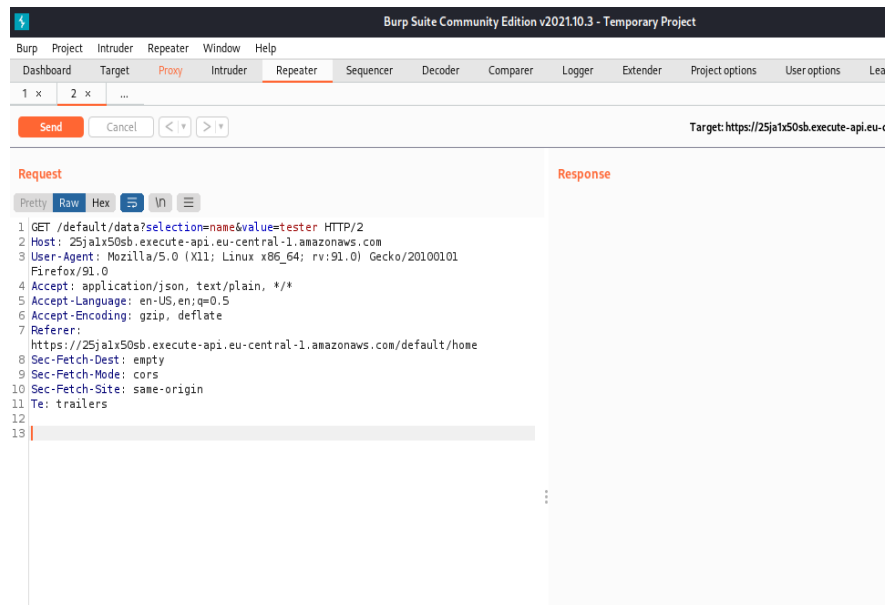 Burp Suite Community Edition v2021.10.3 - Temporary Project
Burp Project Intruder Repeater Window Help
Dashboard Target Proxy Intruder Repeater Sequencer Decoder Comparer Logger Extender Project options User options Lea
1 × 2 × ...
Send Cancel < | ▾ > | ▾ Target: https://25ja1x50sb.execute-api.eu-c
Request Response
Pretty Raw Hex \n
1 GET /default/data?selection=name&value=tester HTTP/2
2 Host: 25ja1x50sb.execute-api.eu-central-1.amazonaws.com
3 User-Agent: Mozilla/5.0 (X11; Linux x86_64; rv:91.0) Gecko/20100101
Firefox/91.0
4 Accept: application/json, text/plain, */*
5 Accept-Language: en-US,en;q=0.5
6 Accept-Encoding: gzip, deflate
7 Referer:
https://25ja1x50sb.execute-api.eu-central-1.amazonaws.com/default/home
8 Sec-Fetch-Dest: empty
9 Sec-Fetch-Mode: cors
10 Sec-Fetch-Site: same-origin
11 Te: trailers
12
13